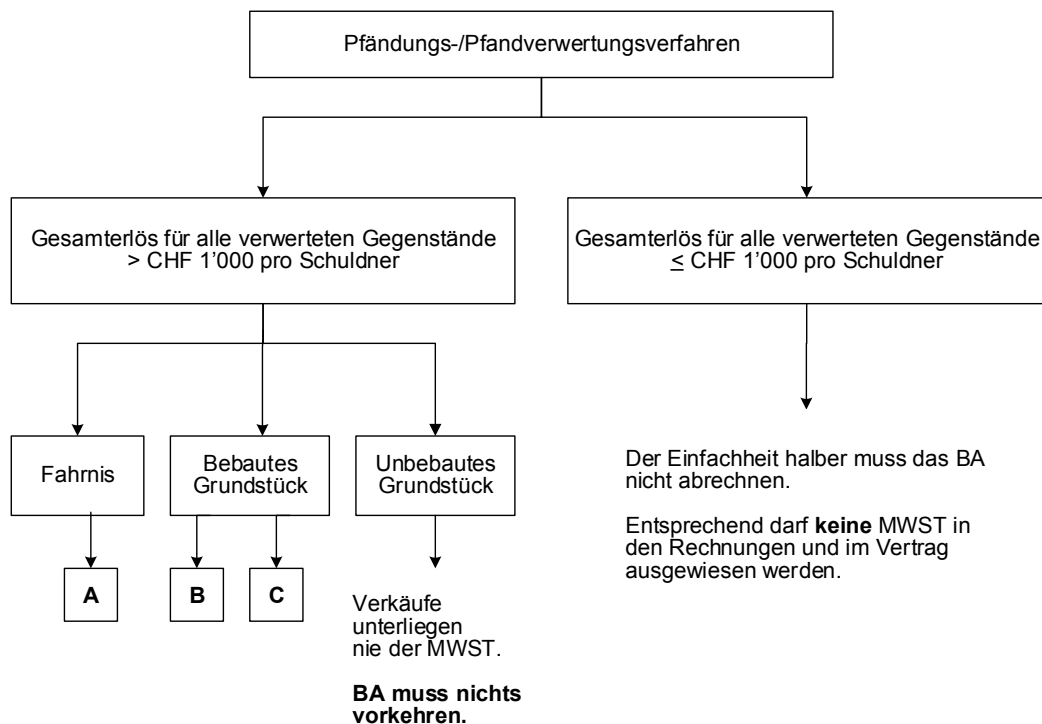 Pfändungs-/Pfandverwertungsverfahren
Gesamterlös für alle verwerteten Gegenstände
> CHF 1’000 pro Schuldner
Gesamterlös für alle verwerteten Gegenstände
≤ CHF 1’000 pro Schuldner
Fahrnis
Bebautes
Grundstück
Unbebautes
Grundstück
A
B
C
Verkäufe
unterliegen
nie der MWST.
BA muss nichts
vorkehren.
Der Einfachheit halber muss das BA
nicht abrechnen.
Entsprechend darf keine MWST in
den Rechnungen und im Vertrag
ausgewiesen werden.